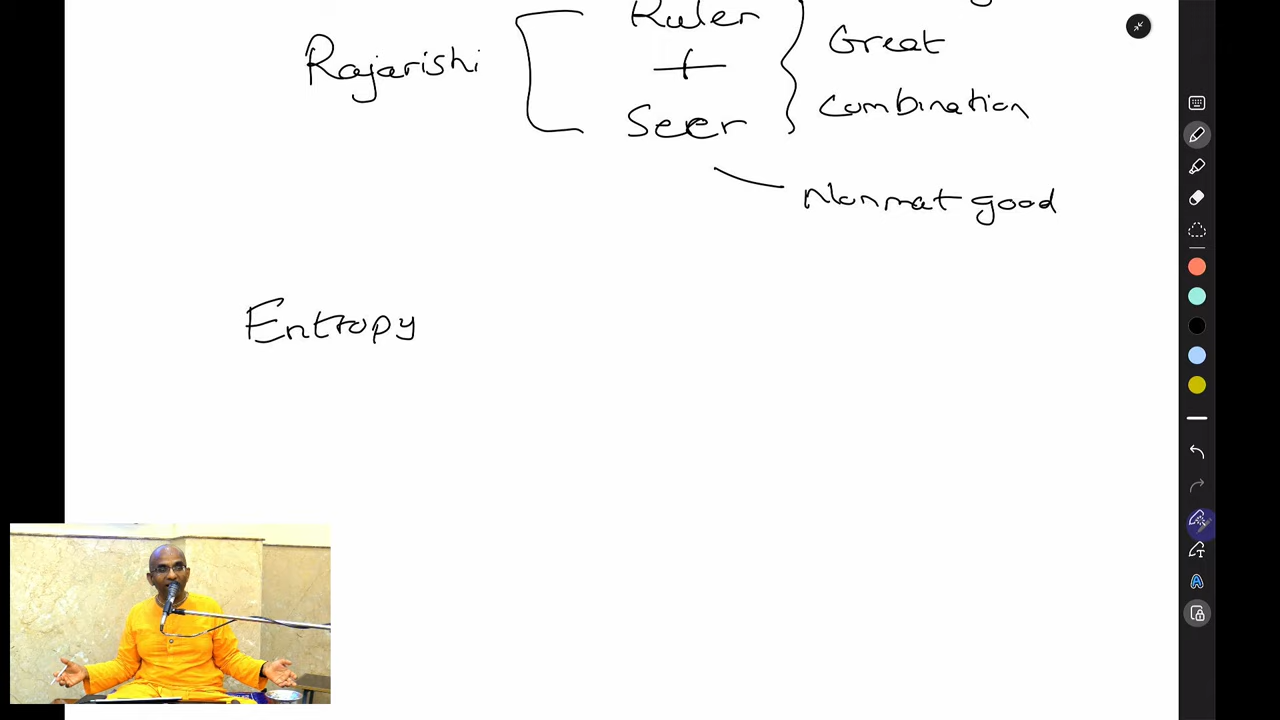 Ruler
Great
Rajarishi
+
combination
Seer
Nonmat good
Entropy